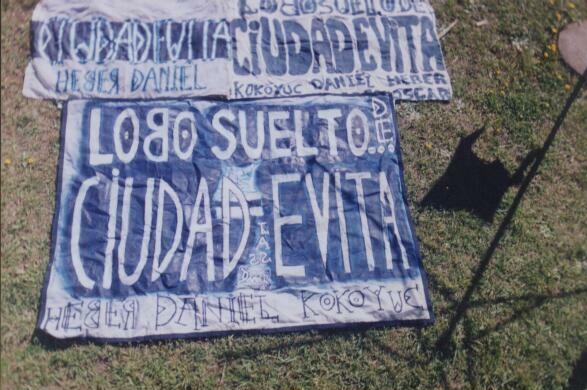 CIUDAD EVITA
HEBER DANIEL
LOBO SUELTO DE
CIUDAD EVITA
KOKOYUC DANIEL HEBER
OSCAR
LOBO SUELTO DE...
CIUDAD EVITA
HEBER DANIEL KOKOYUC